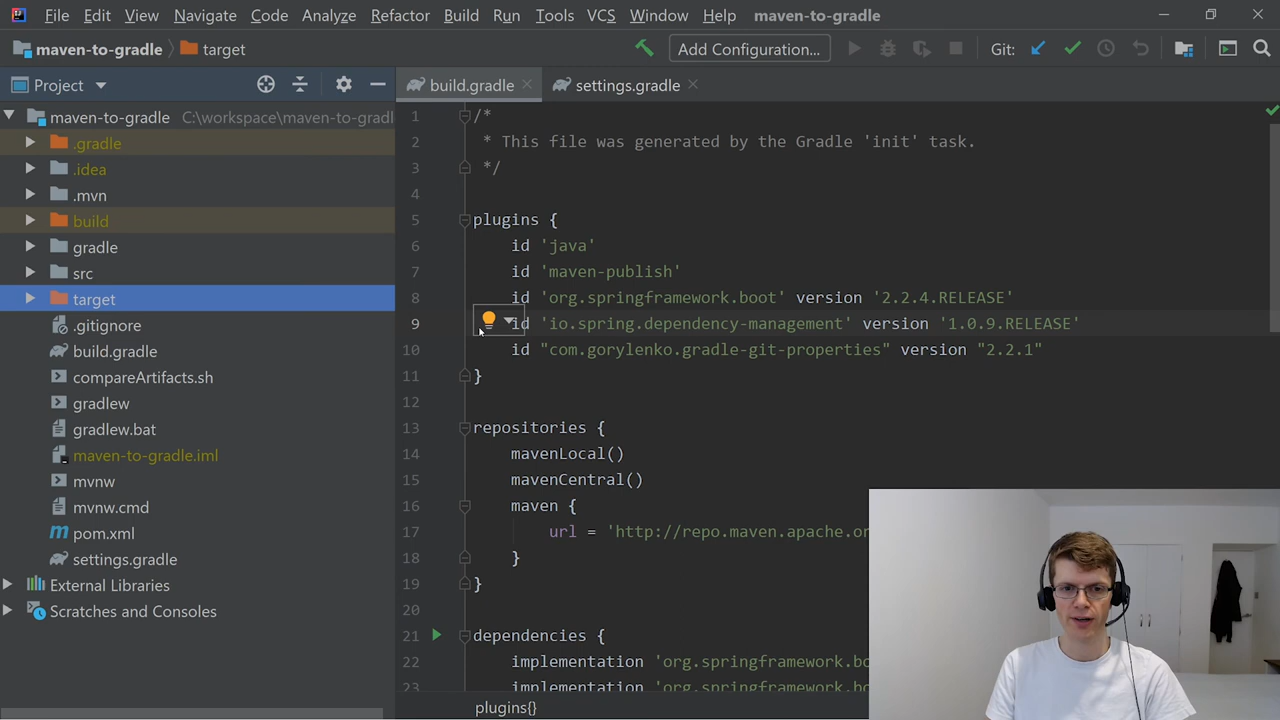 File Edit View Navigate Code Analyze Refactor Build Run Tools VCS Window Help maven-to-gradle
maven-to-gradle target Add Configuration... Git:
Project
build.gradle
settings.gradle
maven-to-gradle C:\workspace\maven-to-gradl
.gradle
.idea
.mvn
build
gradle
src
target
.gitignore
build.gradle
compareArtifacts.sh
gradlew
gradlew.bat
maven-to-gradle.iml
mvnw
mvnw.cmd
pom.xml
settings.gradle
External Libraries
Scratches and Consoles
1 /*
2 * This file was generated by the Gradle 'init' task.
3 */
4
5 plugins {
6 id 'java'
7 id 'maven-publish'
8 id 'org.springframework.boot' version '2.2.4.RELEASE'
9 id 'io.spring.dependency-management' version '1.0.9.RELEASE'
10 id "com.gorylenko.gradle-git-properties" version "2.2.1"
11 }
12
13 repositories {
14 mavenLocal()
15 mavenCentral()
16 maven {
17 url = 'http://repo.maven.apache.or
18 }
19 }
20
21 dependencies {
22 implementation 'org.springframework.bo
23 implementation 'org.springframework.bo
plugins{}